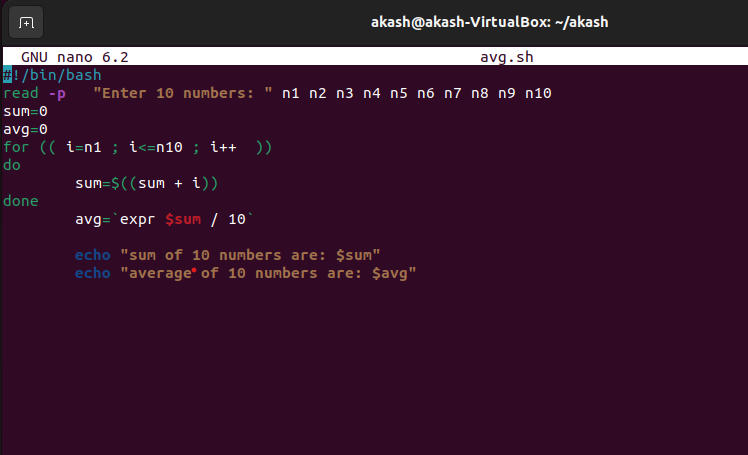 akash@akash-VirtualBox: ~/akash
GNU nano 6.2 avg.sh
#!/bin/bash
read -p   "Enter 10 numbers: " n1 n2 n3 n4 n5 n6 n7 n8 n9 n10
sum=0
avg=0
for (( i=n1 ; i<=n10 ; i++  ))
do
        sum=$((sum + i))
done
        avg=`expr $sum / 10`
        echo "sum of 10 numbers are: $sum"
        echo "average of 10 numbers are: $avg"